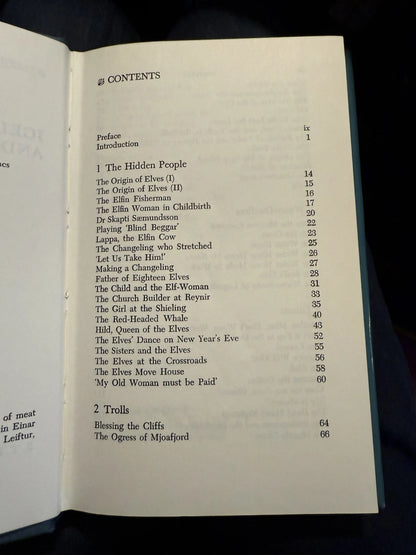 CONTENTS
Preface ix
Introduction 1
1 The Hidden People
The Origin of Elves (I) 14
The Origin of Elves (II) 15
The Elfin Fisherman 16
The Elfin Woman in Childbirth 17
Dr Skapti Sæmundsson 20
Playing 'Blind Beggar' 22
Lappa, the Elfin Cow 23
The Changeling who Stretched 25
'Let Us Take Him!' 26
Making a Changeling 27
Father of Eighteen Elves 28
The Child and the Elf-Woman 31
The Church Builder at Reynir 33
The Girl at the Shieling 35
The Red-Headed Whale 40
Hild, Queen of the Elves 43
The Elves' Dance on New Year's Eve 52
The Sisters and the Elves 55
The Elves at the Crossroads 56
The Elves Move House 58
'My Old Woman must be Paid' 60
2 Trolls
Blessing the Cliffs 64
The Ogress of Mjoafjord 66
of meat
in Einar
Leiftur,